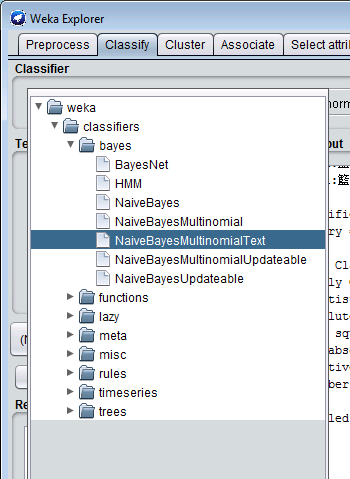 Weka Explorer
Preprocess Classify Cluster Associate Select attri
Classifier
weka
classifiers
bayes
BayesNet
HMM
NaiveBayes
NaiveBayesMultinomial
NaiveBayesMultinomialText
NaiveBayesMultinomialUpdateable
NaiveBayesUpdateable
functions
lazy
meta
misc
rules
timeseries
trees